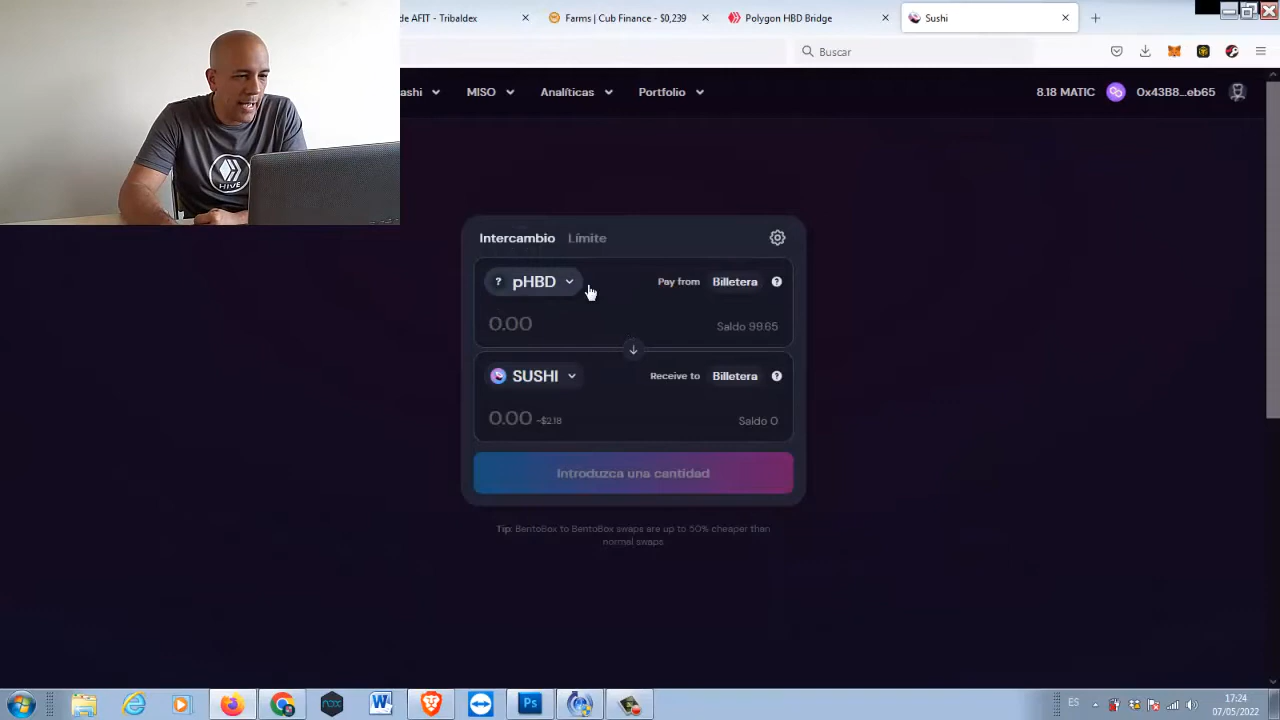 de AFIT - Tribaldex
Farms | Cub Finance - $0,239
Polygon HBD Bridge
Sushi
Buscar
ashi
MISO
Analíticas
Portfolio
8.18 MATIC
0x43B8...eb65
HIVE
Intercambio
Límite
? pHBD
Pay from
Billetera
?
0.00
Saldo 99.65
SUSHI
Receive to
Billetera
?
0.00
~$2.18
Saldo 0
Introduzca una cantidad
Tip: BentoBox to BentoBox swaps are up to 50% cheaper than
normal swaps
nox
W
Ps
ES
17:24
07/05/2022